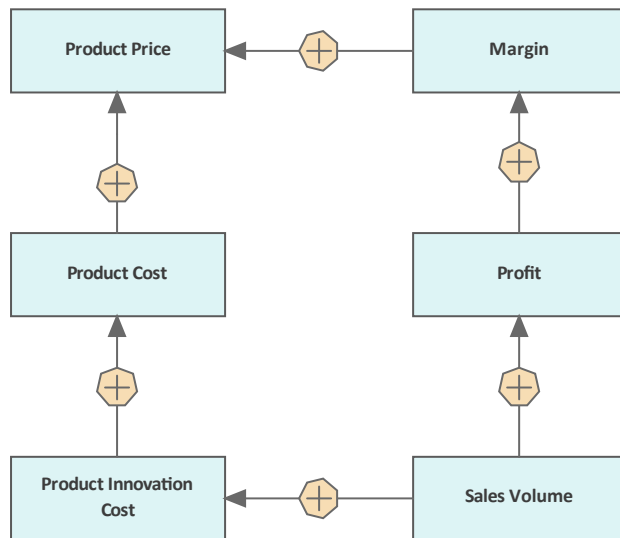 Product Price
Margin
Product Cost
Profit
Product Innovation
Cost
Sales Volume